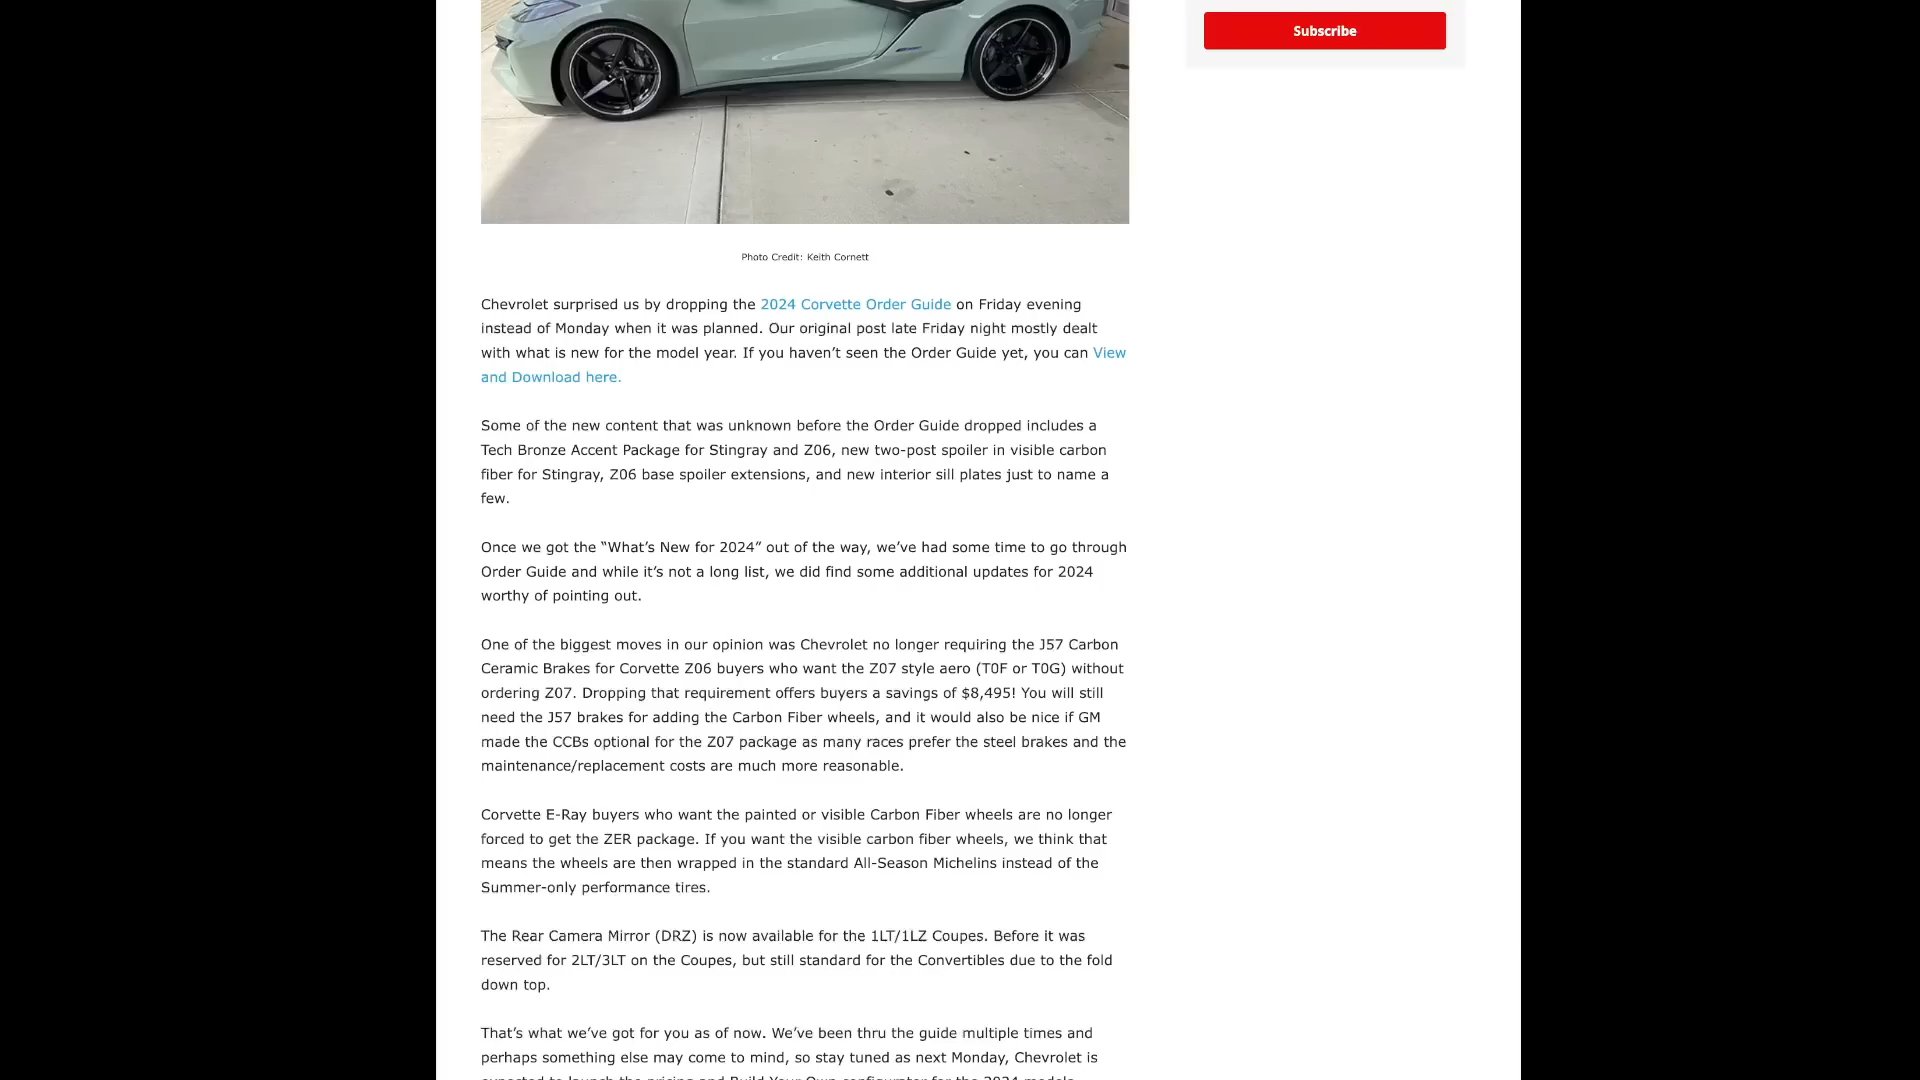 Subscribe
Photo Credit: Keith Cornett
Chevrolet surprised us by dropping the 2024 Corvette Order Guide on Friday evening
instead of Monday when it was planned. Our original post late Friday night mostly dealt
with what is new for the model year. If you haven’t seen the Order Guide yet, you can View
and Download here.
Some of the new content that was unknown before the Order Guide dropped includes a
Tech Bronze Accent Package for Stingray and Z06, new two-post spoiler in visible carbon
fiber for Stingray, Z06 base spoiler extensions, and new interior sill plates just to name a
few.
Once we got the “What’s New for 2024” out of the way, we’ve had some time to go through
Order Guide and while it’s not a long list, we did find some additional updates for 2024
worthy of pointing out.
One of the biggest moves in our opinion was Chevrolet no longer requiring the J57 Carbon
Ceramic Brakes for Corvette Z06 buyers who want the Z07 style aero (T0F or T0G) without
ordering Z07. Dropping that requirement offers buyers a savings of $8,495! You will still
need the J57 brakes for adding the Carbon Fiber wheels, and it would also be nice if GM
made the CCBs optional for the Z07 package as many races prefer the steel brakes and the
maintenance/replacement costs are much more reasonable.
Corvette E-Ray buyers who want the painted or visible Carbon Fiber wheels are no longer
forced to get the ZER package. If you want the visible carbon fiber wheels, we think that
means the wheels are then wrapped in the standard All-Season Michelins instead of the
Summer-only performance tires.
The Rear Camera Mirror (DRZ) is now available for the 1LT/1LZ Coupes. Before it was
reserved for 2LT/3LT on the Coupes, but still standard for the Convertibles due to the fold
down top.
That’s what we’ve got for you as of now. We’ve been thru the guide multiple times and
perhaps something else may come to mind, so stay tuned as next Monday, Chevrolet is
expected to launch the pricing and Build Your Own configurator for the 2024 models.